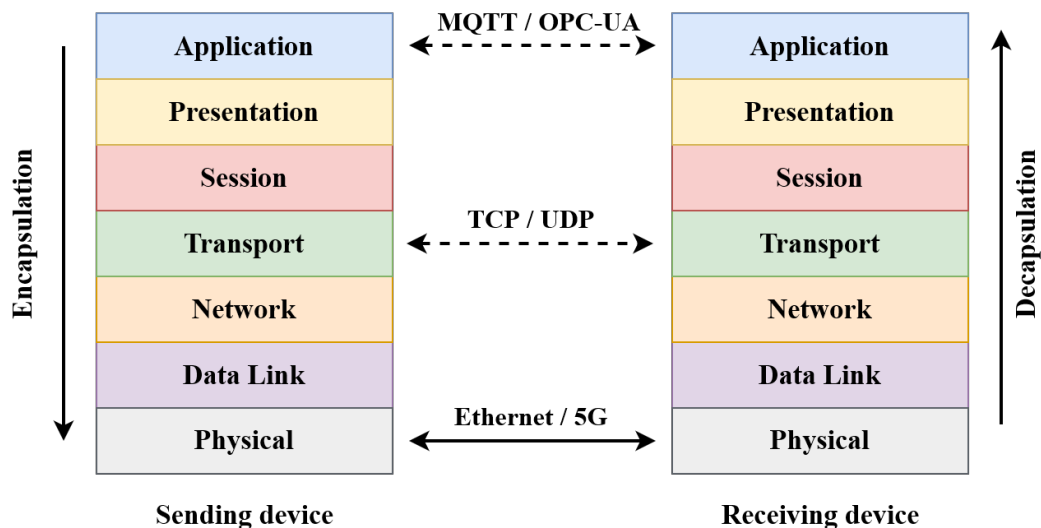 MQTT / OPC-UA
Application
Application
Presentation
Presentation
Session
Session
TCP / UDP
Transport
Transport
Network
Network
Data Link
Data Link
Ethernet / 5G
Physical
Physical
Encapsulation
Decapsulation
Sending device
Receiving device